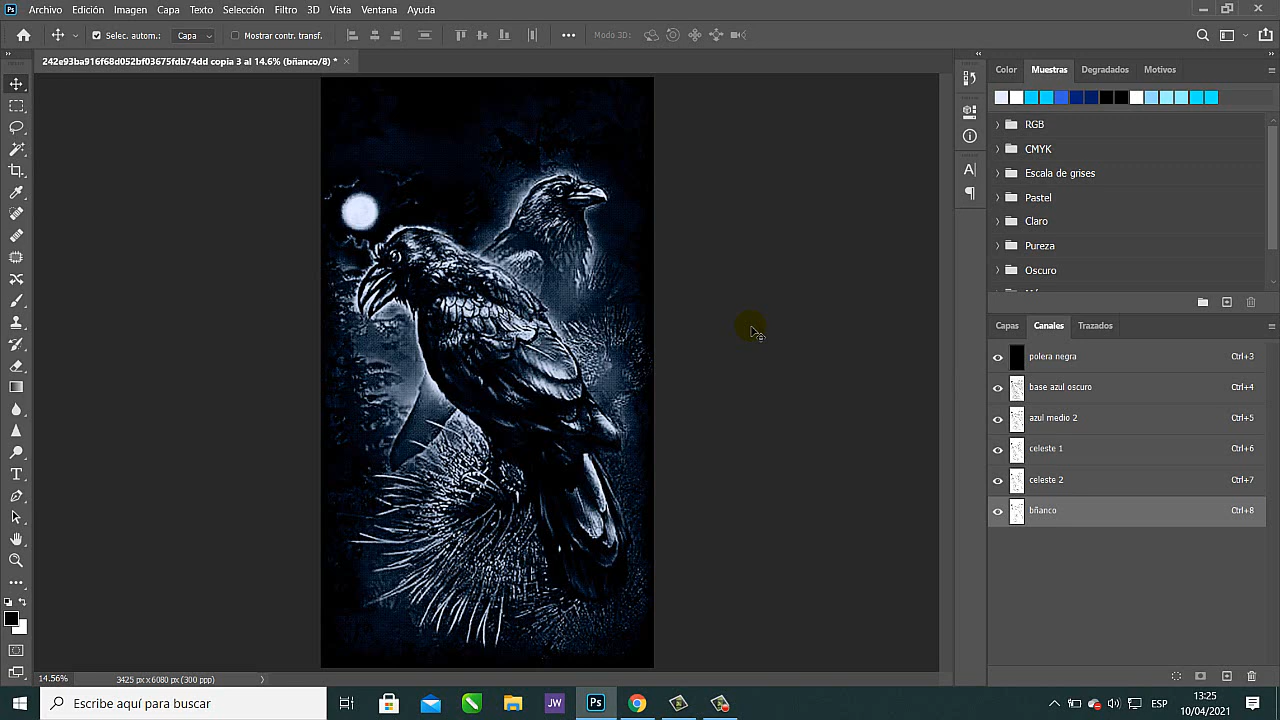 Ps Archivo Edición Imagen Capa Texto Selección Filtro 3D Vista Ventana Ayuda
Selec. autom.: Capa Mostrar contr. transf. Modo 3D:
242e93ba916f68d052bf03675fdb74dd copia 3 al 14.6% (bñanco/8) *
Color Muestras Degradados Motivos
RGB
CMYK
Escala de grises
Pastel
Claro
Pureza
Oscuro
Capas Canales Trazados
polera negra Ctrl+3
base azul oscuro Ctrl+4
azul medio 2 Ctrl+5
celeste 1 Ctrl+6
celeste 2 Ctrl+7
bñanco Ctrl+8
14.56% 3425 px x 6080 px (300 ppp)
Escribe aquí para buscar
JW
Ps
ESP
13:25
10/04/2021